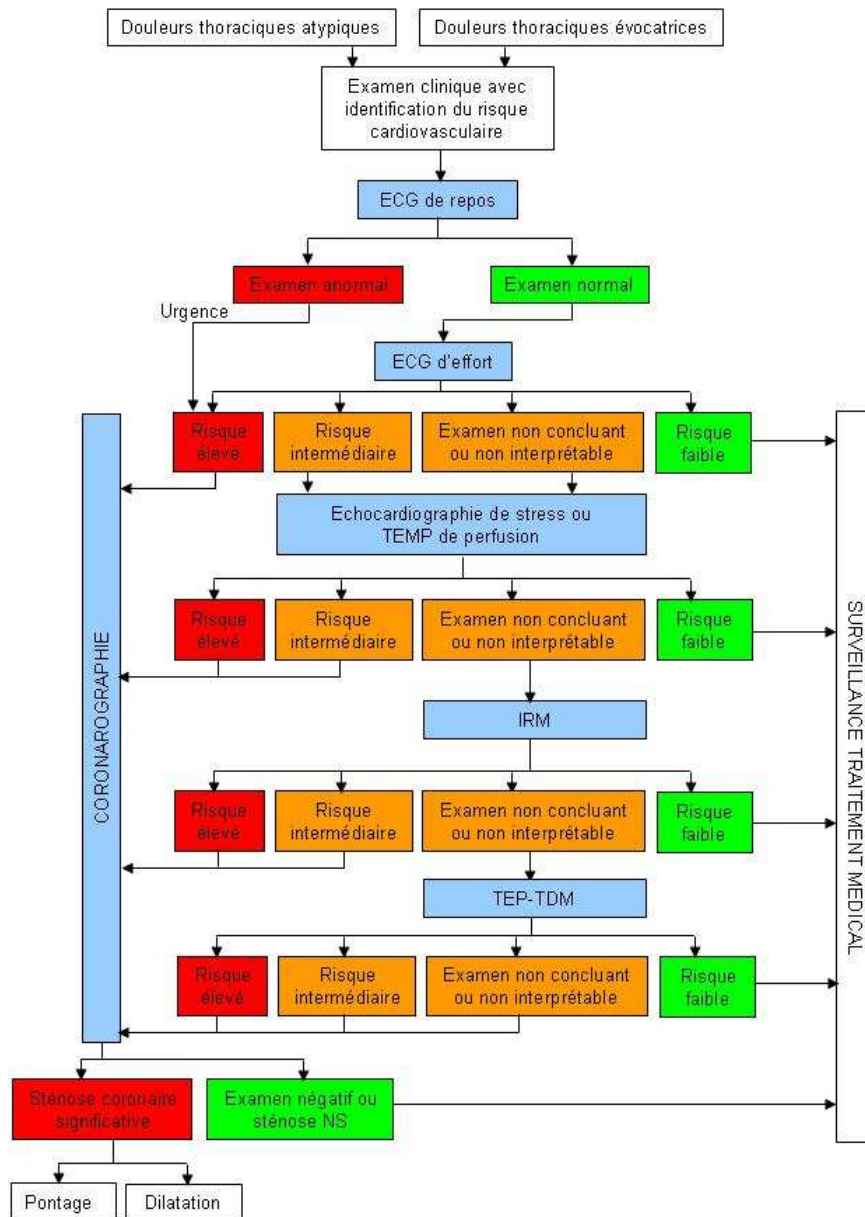 Douleurs thoraciques atypiques
Douleurs thoraciques évocatrices
Examen clinique avec
identification du risque
cardiovasculaire
ECG de repos
Examen anormal
Examen normal
Urgence
ECG d'effort
Risque
élevé
Risque
intermédiaire
Examen non concluant
ou non interprétable
Risque
faible
Echocardiographie de stress ou
TEMP de perfusion
Risque
élevé
Risque
intermédiaire
Examen non concluant
ou non interprétable
Risque
faible
IRM
Risque
élevé
Risque
intermédiaire
Examen non concluant
ou non interprétable
Risque
faible
TEP-TDM
Risque
élevé
Risque
intermédiaire
Examen non concluant
ou non interprétable
Risque
faible
CORONAROGRAPHIE
SURVEILLANCE TRAITEMENT MEDICAL
Sténose coronaire
significative
Examen négatif ou
sténose NS
Pontage
Dilatation